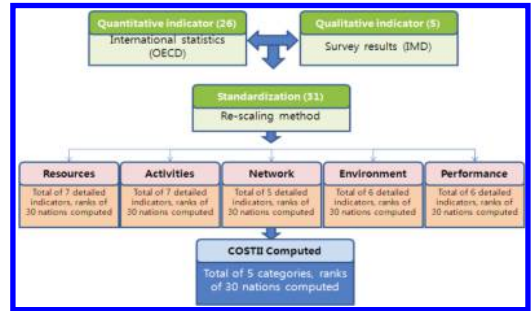 Quantitative indicator (26)
International statistics
(OECD)
Qualitative indicator (5)
Survey results (IMD)
Standardization (31)
Re-scaling method
Resources
Total of 7 detailed
indicators, ranks of
30 nations computed
Activities
Total of 7 detailed
indicators, ranks of
30 nations computed
Network
Total of 5 detailed
indicators, ranks of
30 nations computed
Environment
Total of 6 detailed
indicators, ranks of
30 nations computed
Performance
Total of 6 detailed
indicators, ranks of
30 nations computed
COSTII Computed
Total of 5 categories, ranks
of 30 nations computed